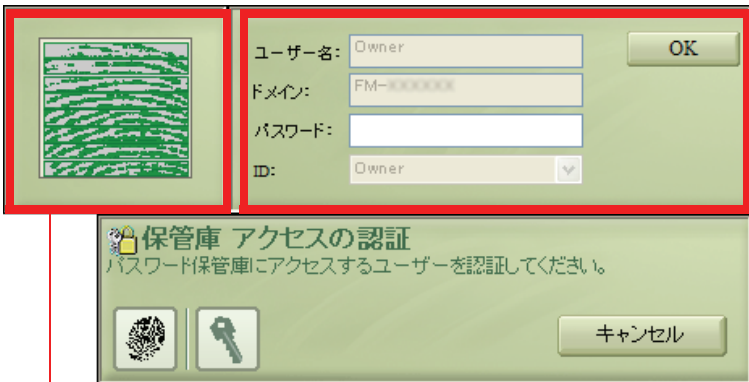 ユーザー名: Owner
OK
ドメイン: FM-
パスワード:
ID: Owner
保管庫 アクセスの認証
パスワード保管庫にアクセスするユーザーを認証してください。
キャンセル